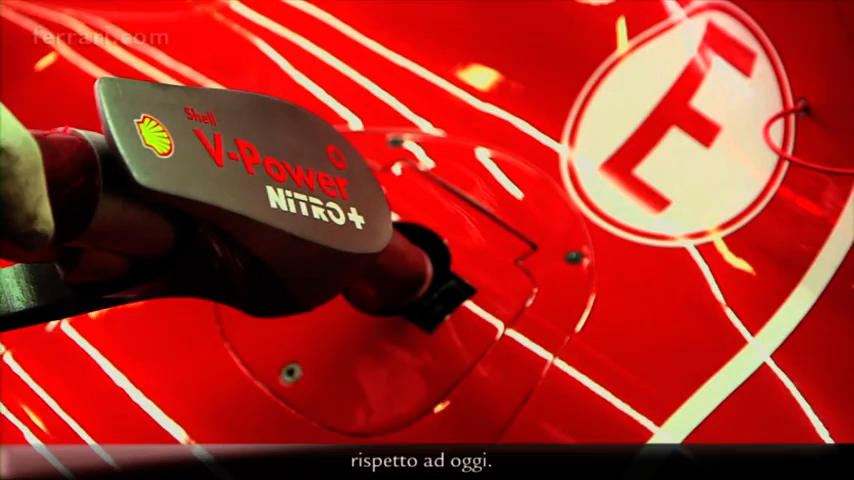 ferrari.com
Shell
V-Power
NiTRO+
E
rispetto ad oggi.